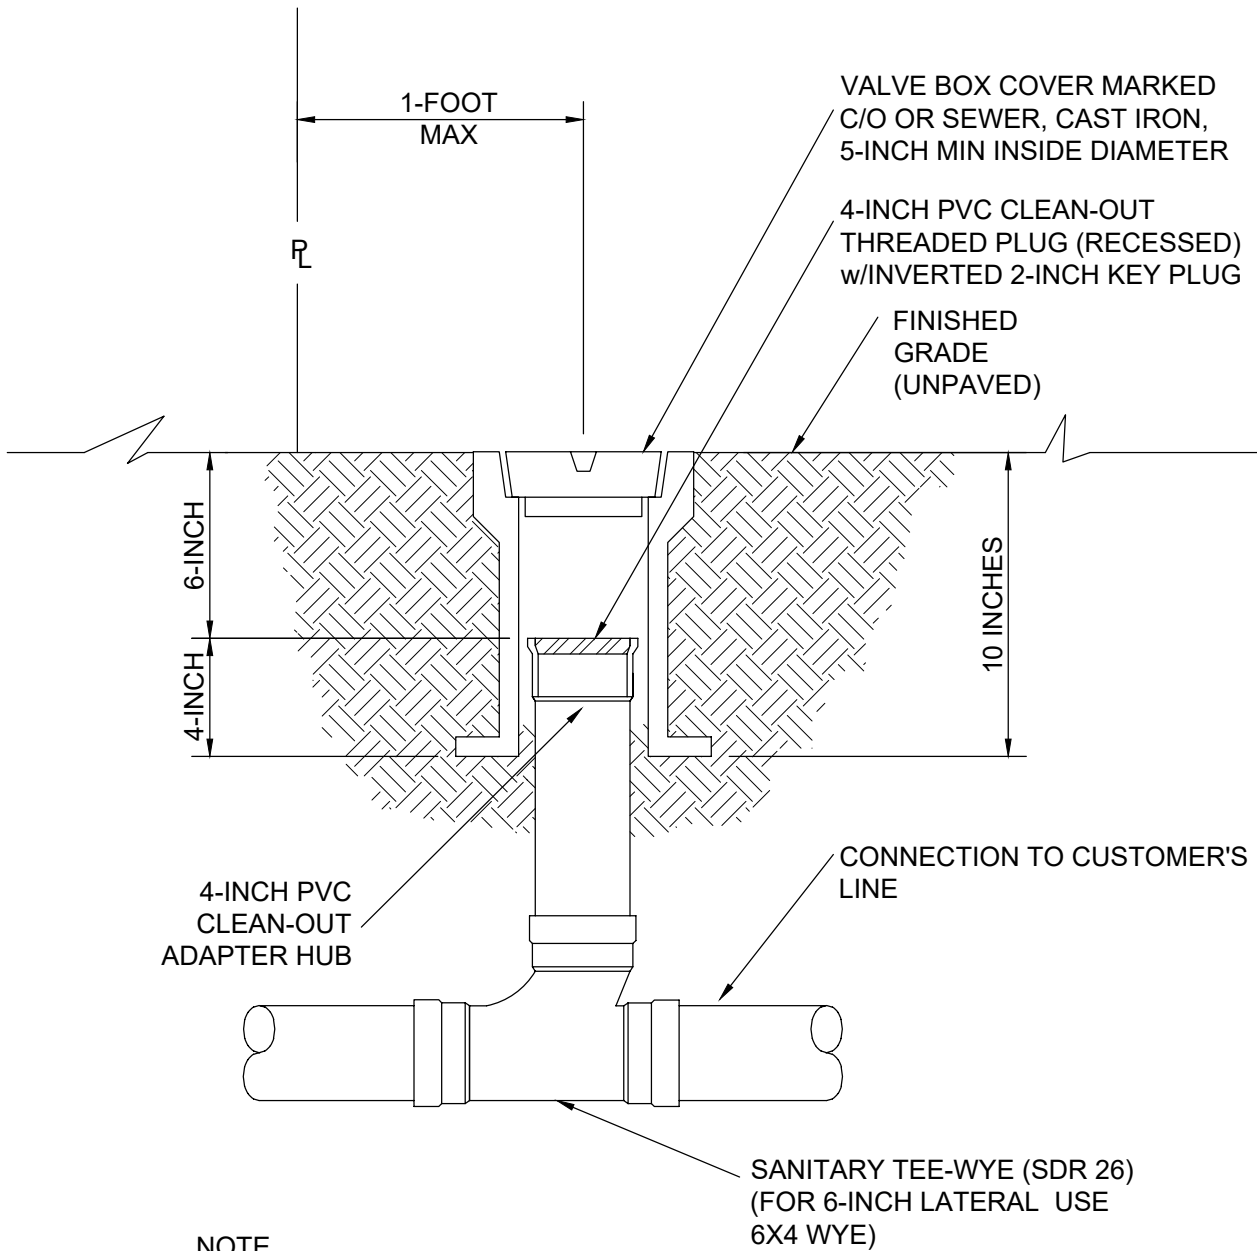 1-FOOT
MAX
VALVE BOX COVER MARKED
C/O OR SEWER, CAST IRON,
5-INCH MIN INSIDE DIAMETER
4-INCH PVC CLEAN-OUT
THREADED PLUG (RECESSED)
w/INVERTED 2-INCH KEY PLUG
PL
FINISHED
GRADE
(UNPAVED)
6-INCH
4-INCH
10 INCHES
4-INCH PVC
CLEAN-OUT
ADAPTER HUB
CONNECTION TO CUSTOMER'S
LINE
SANITARY TEE-WYE (SDR 26)
(FOR 6-INCH LATERAL USE
6X4 WYE)
NOTE